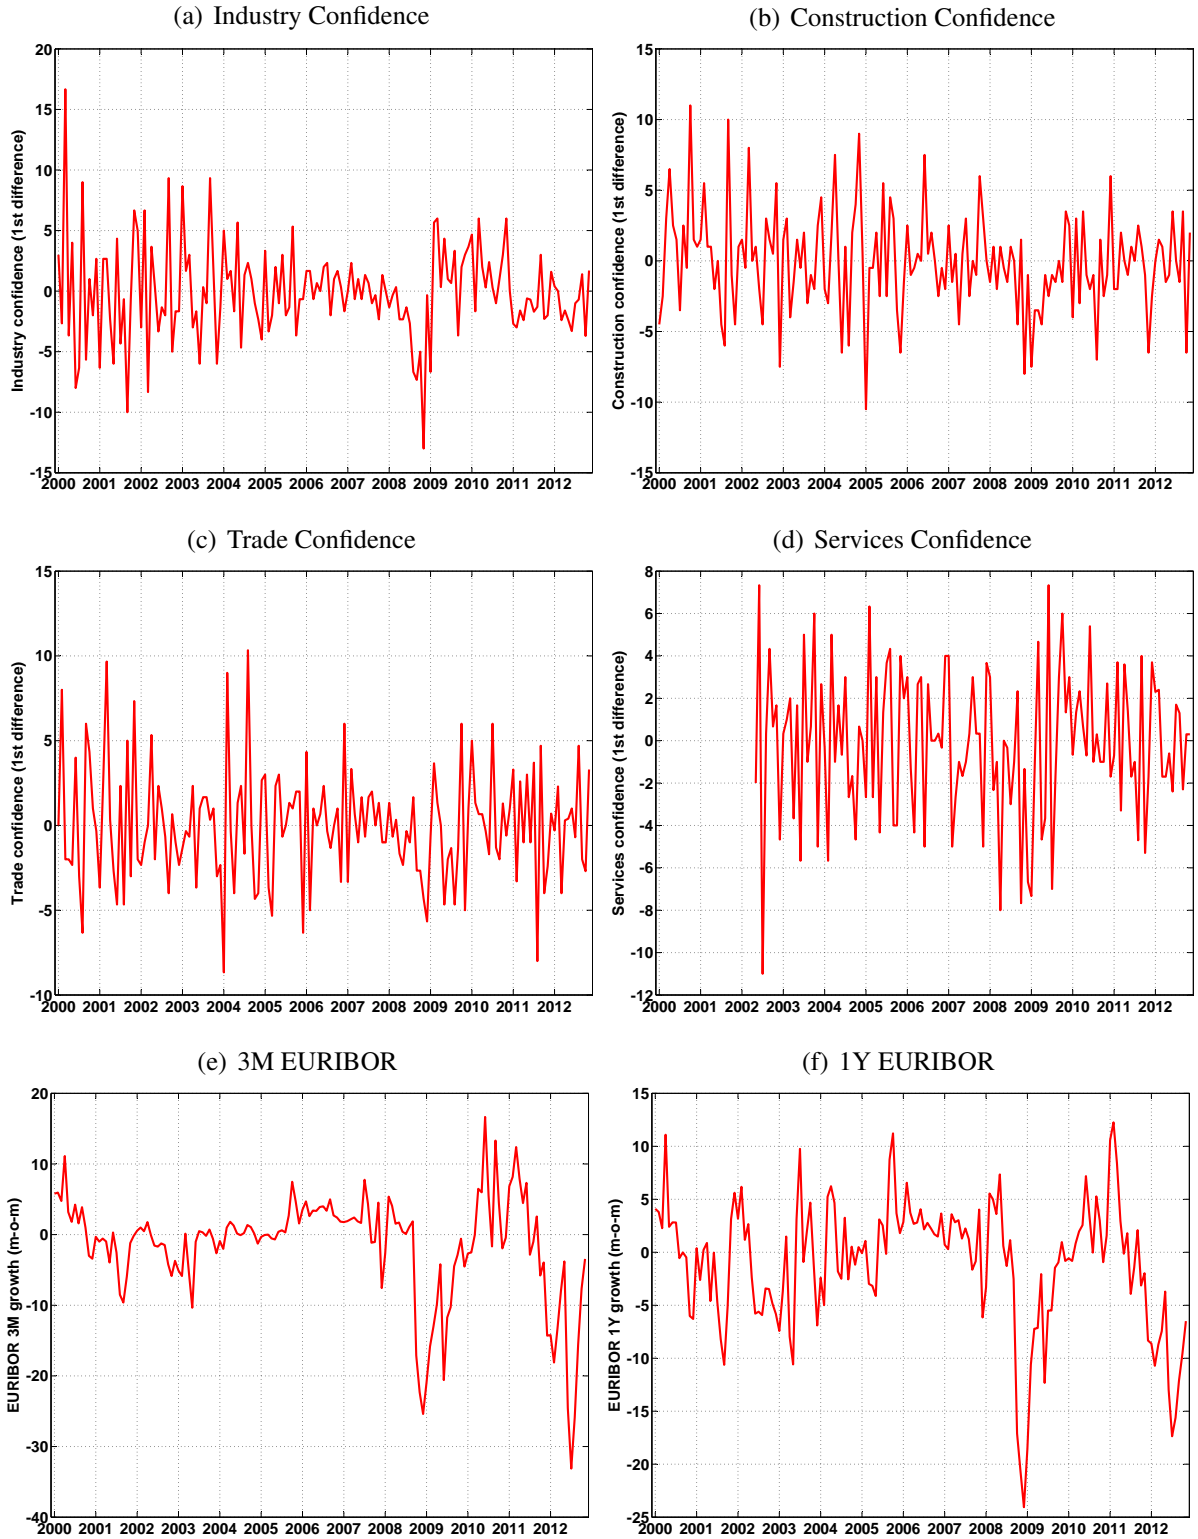 (a) Industry Confidence
(b) Construction Confidence
Industry confidence (1st difference)
20
15
10
5
0
-5
-10
-15
2000 2001 2002 2003 2004 2005 2006 2007 2008 2009 2010 2011 2012
Construction confidence (1st difference)
15
10
5
0
-5
-10
-15
2000 2001 2002 2003 2004 2005 2006 2007 2008 2009 2010 2011 2012
(c) Trade Confidence
(d) Services Confidence
Trade confidence (1st difference)
15
10
5
0
-5
-10
2000 2001 2002 2003 2004 2005 2006 2007 2008 2009 2010 2011 2012
Services confidence (1st difference)
8
6
4
2
0
-2
-4
-6
-8
-10
-12
2000 2001 2002 2003 2004 2005 2006 2007 2008 2009 2010 2011 2012
(e) 3M EURIBOR
(f) 1Y EURIBOR
EURIBOR 3M growth (m-o-m)
20
10
0
-10
-20
-30
-40
2000 2001 2002 2003 2004 2005 2006 2007 2008 2009 2010 2011 2012
EURIBOR 1Y growth (m-o-m)
15
10
5
0
-5
-10
-15
-20
-25
2000 2001 2002 2003 2004 2005 2006 2007 2008 2009 2010 2011 2012